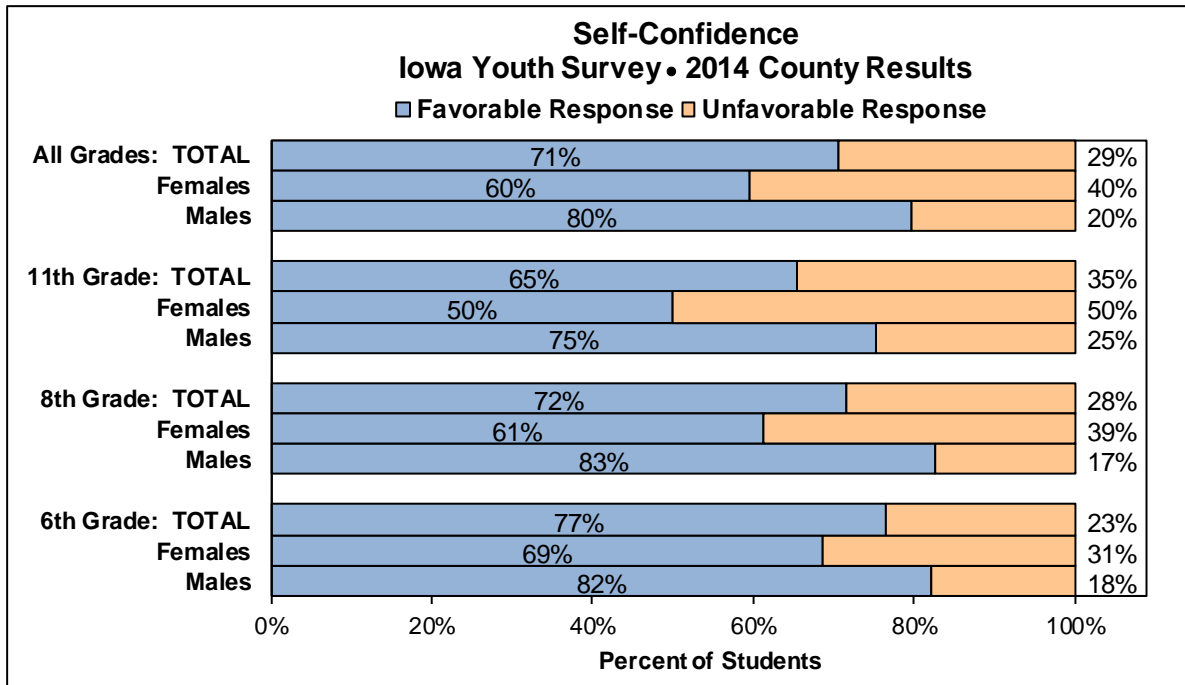 Self-Confidence
Iowa Youth Survey • 2014 County Results
Favorable Response Unfavorable Response
All Grades: TOTAL 71% 29%
Females 60% 40%
Males 80% 20%
11th Grade: TOTAL 65% 35%
Females 50% 50%
Males 75% 25%
8th Grade: TOTAL 72% 28%
Females 61% 39%
Males 83% 17%
6th Grade: TOTAL 77% 23%
Females 69% 31%
Males 82% 18%
0% 20% 40% 60% 80% 100%
Percent of Students